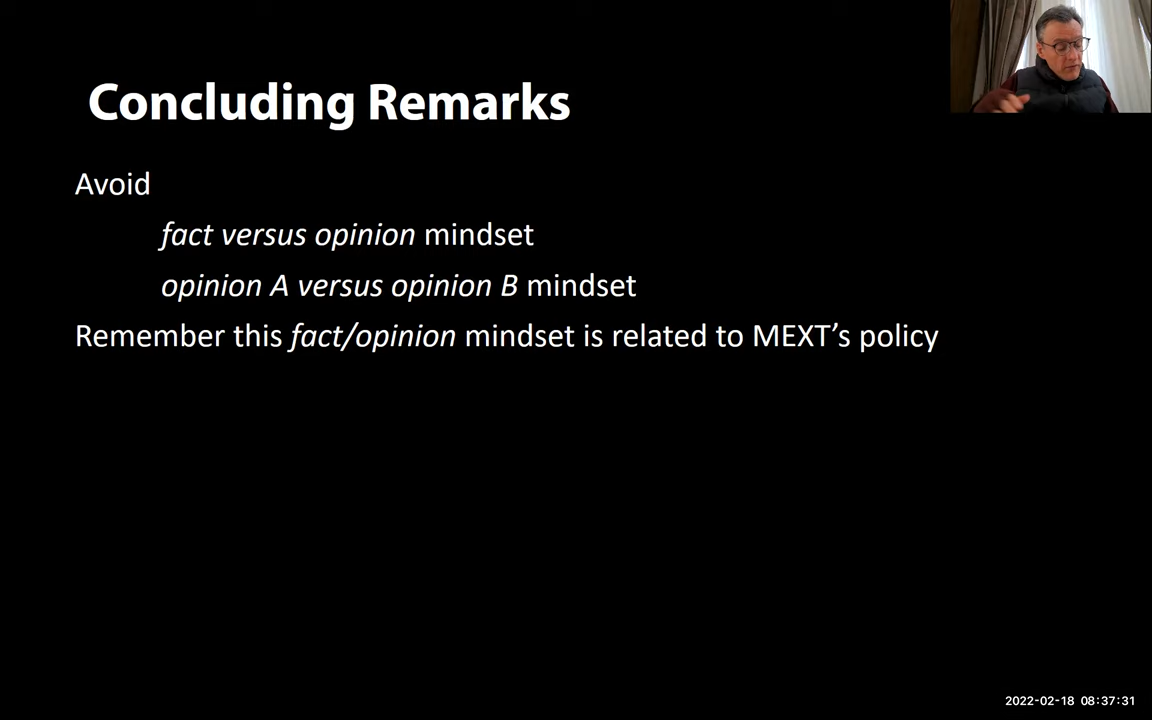 Concluding Remarks
Avoid
fact versus opinion mindset
opinion A versus opinion B mindset
Remember this fact/opinion mindset is related to MEXT’s policy
2022-02-18 08:37:31